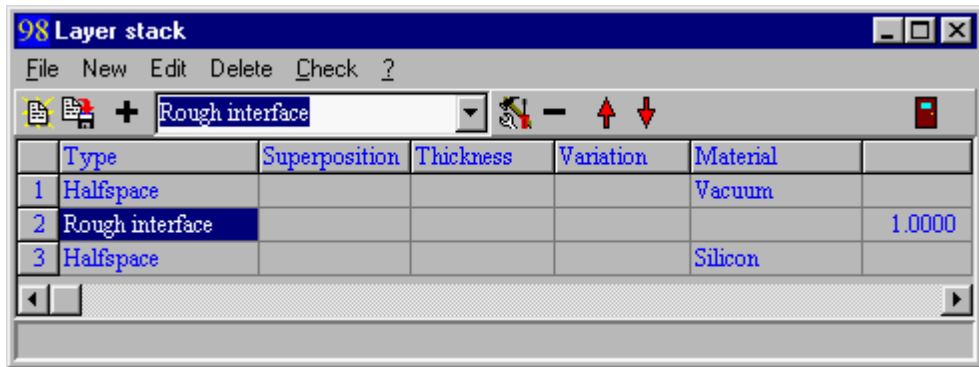 98 Layer stack
File New Edit Delete Check ?
Rough interface
Type Superposition Thickness Variation Material
1 Halfspace Vacuum
2 Rough interface 1.0000
3 Halfspace Silicon